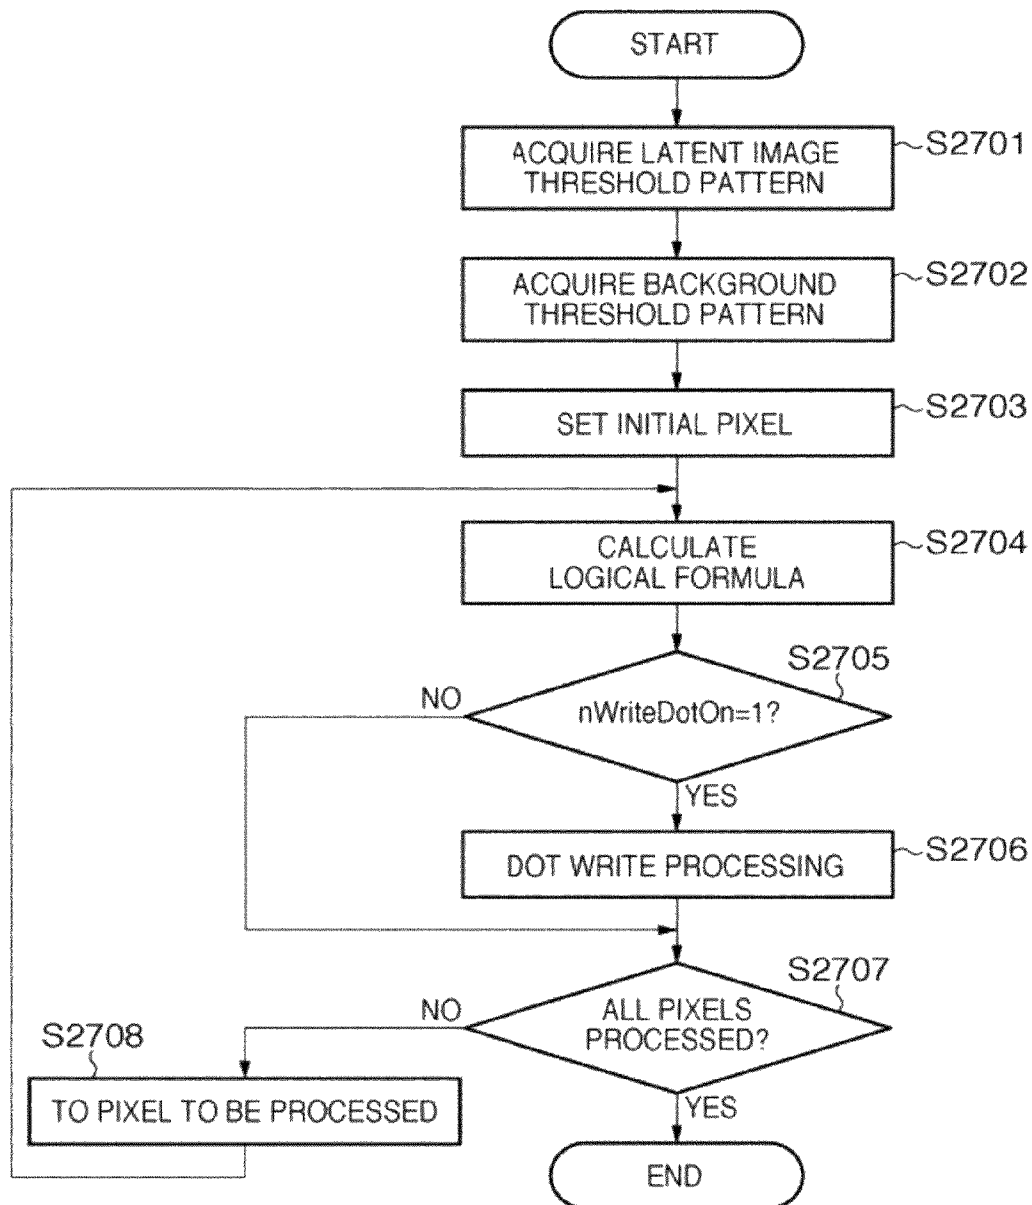 START
ACQUIRE LATENT IMAGE
THRESHOLD PATTERN
S2701
ACQUIRE BACKGROUND
THRESHOLD PATTERN
S2702
SET INITIAL PIXEL
S2703
CALCULATE
LOGICAL FORMULA
S2704
S2705
NO
nWriteDotOn=1?
YES
DOT WRITE PROCESSING
S2706
S2707
NO
ALL PIXELS
PROCESSED?
S2708
TO PIXEL TO BE PROCESSED
YES
END